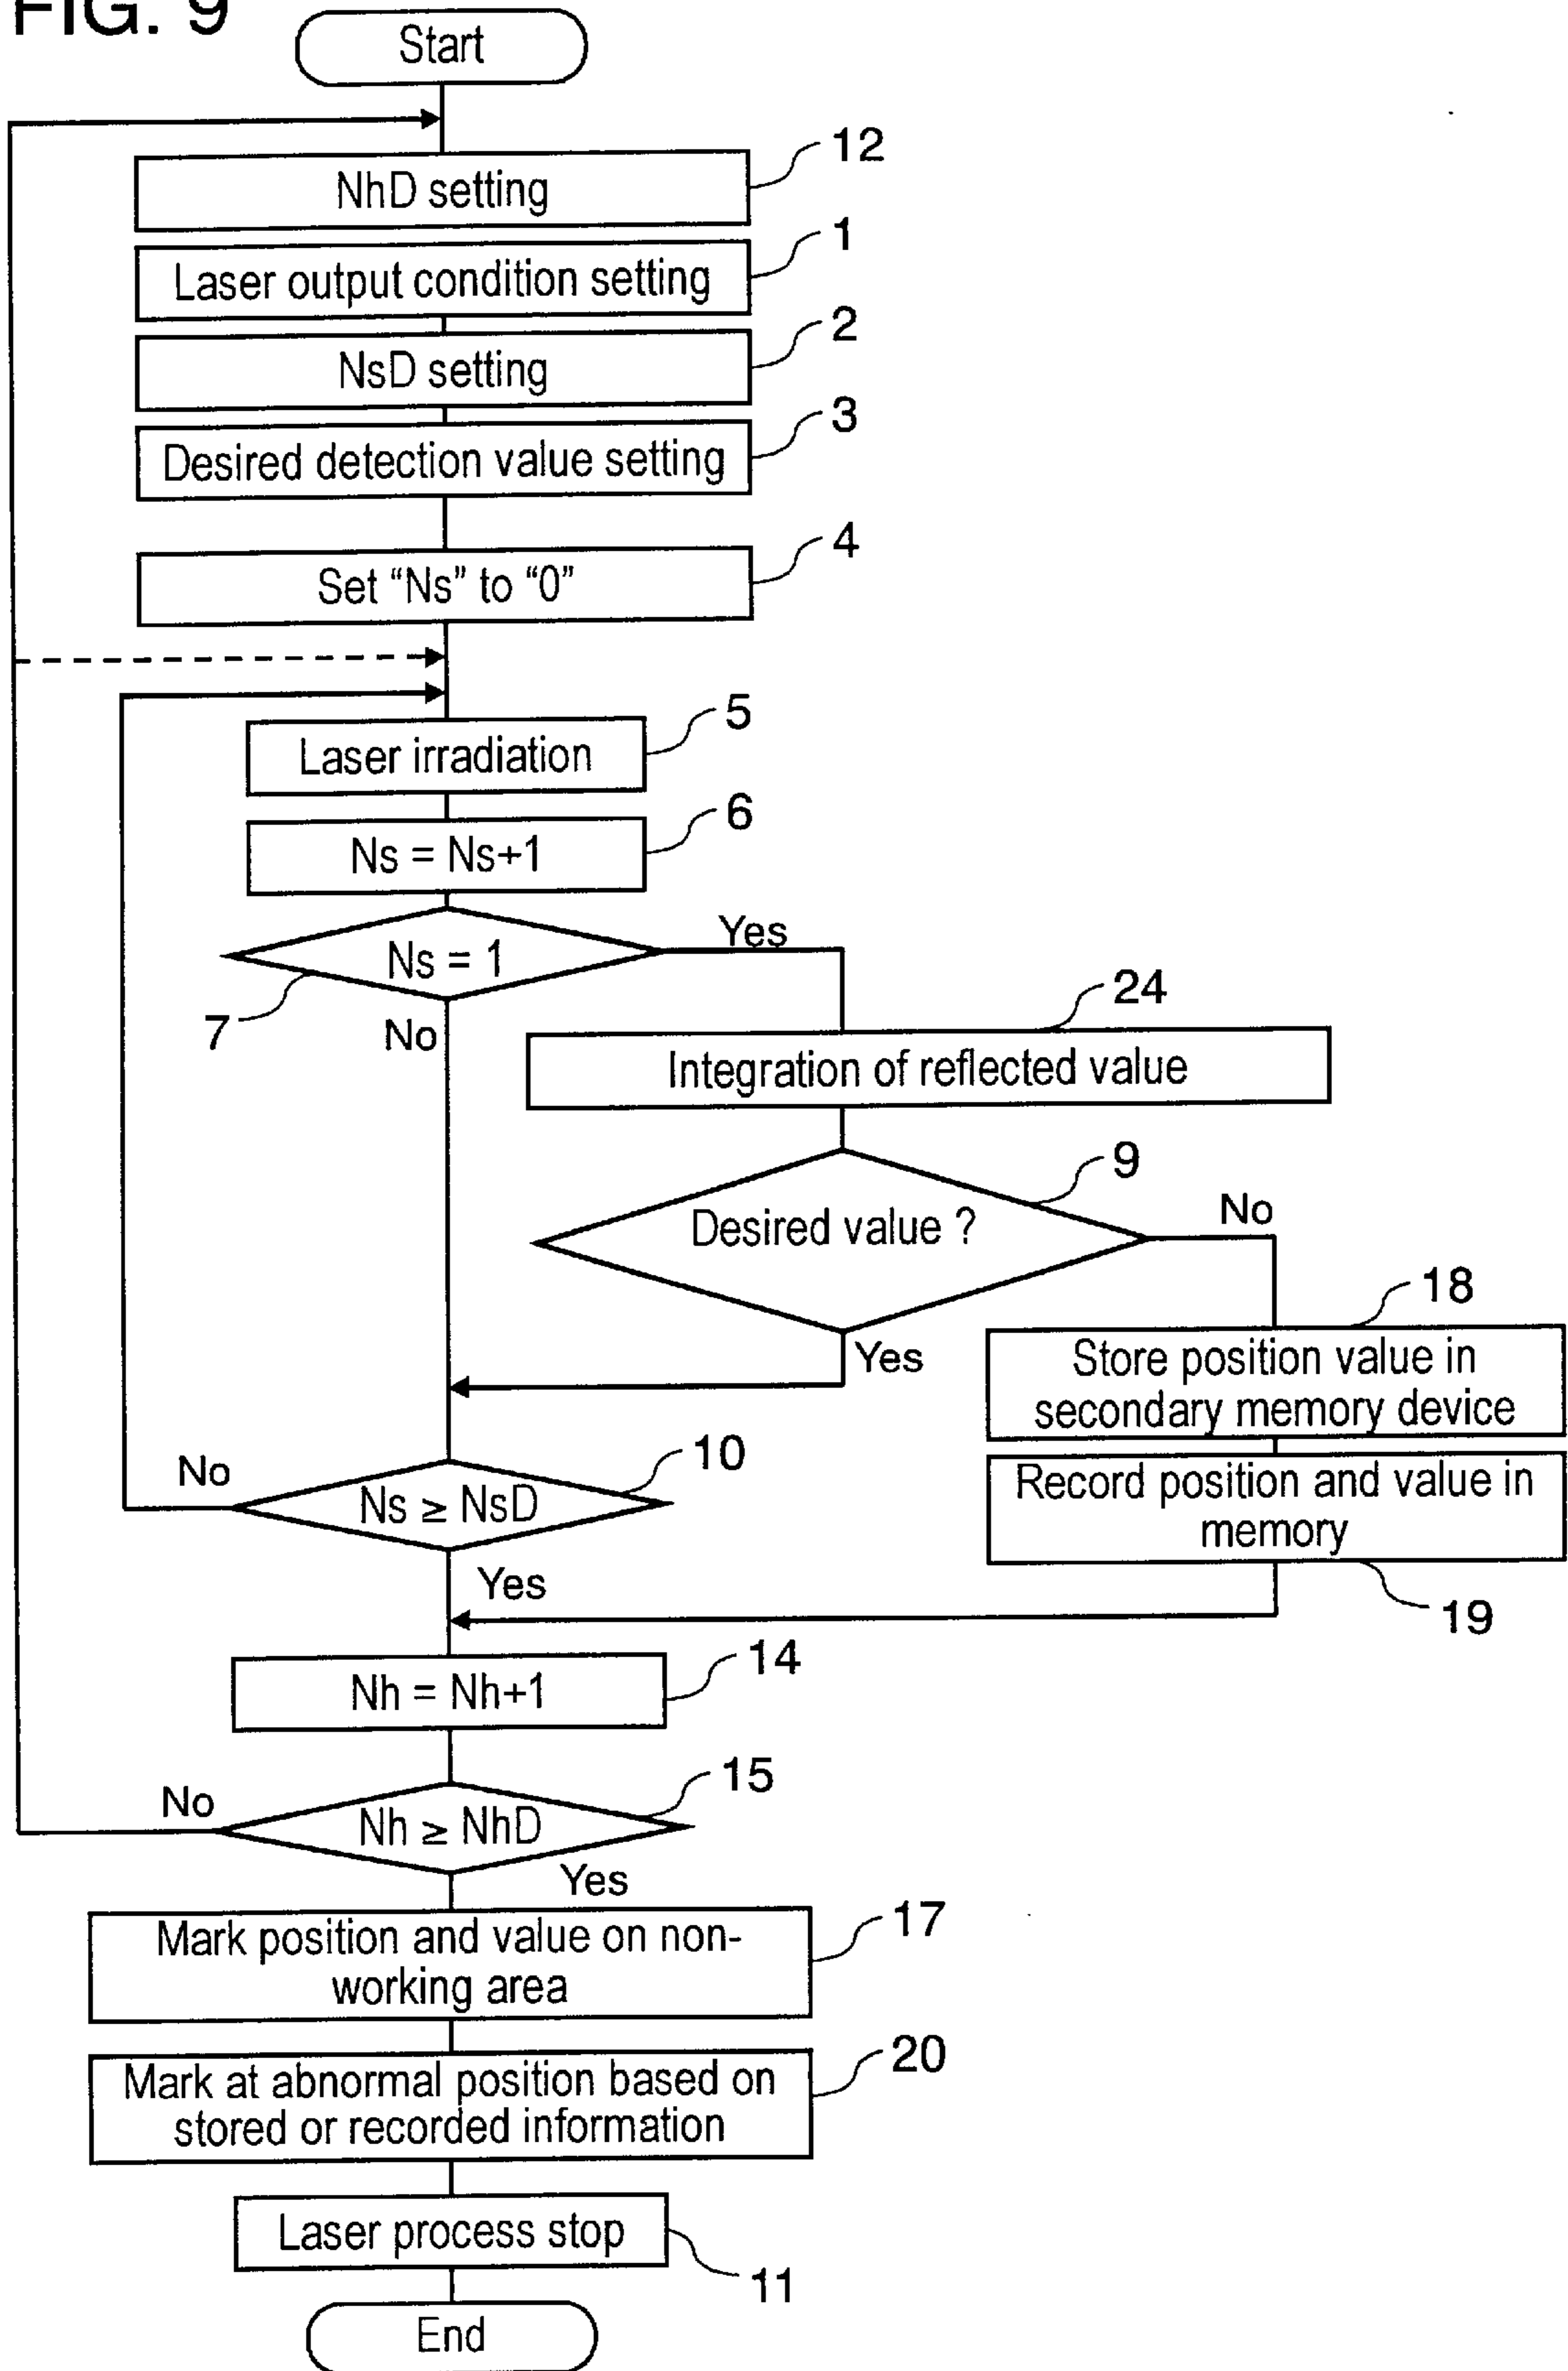 FIG. 9
Start
12
NhD setting
1
Laser output condition setting
2
NsD setting
3
Desired detection value setting
4
Set “Ns” to “0”
5
Laser irradiation
6
Ns = Ns+1
Yes
Ns = 1
7
No
24
Integration of reflected value
9
No
Desired value ?
18
Yes
Store position value in
secondary memory device
10
No
Ns ≥ NsD
Record position and value in
memory
Yes
19
14
Nh = Nh+1
15
No
Nh ≥ NhD
Yes
17
Mark position and value on non-
working area
20
Mark at abnormal position based on
stored or recorded information
Laser process stop
11
End